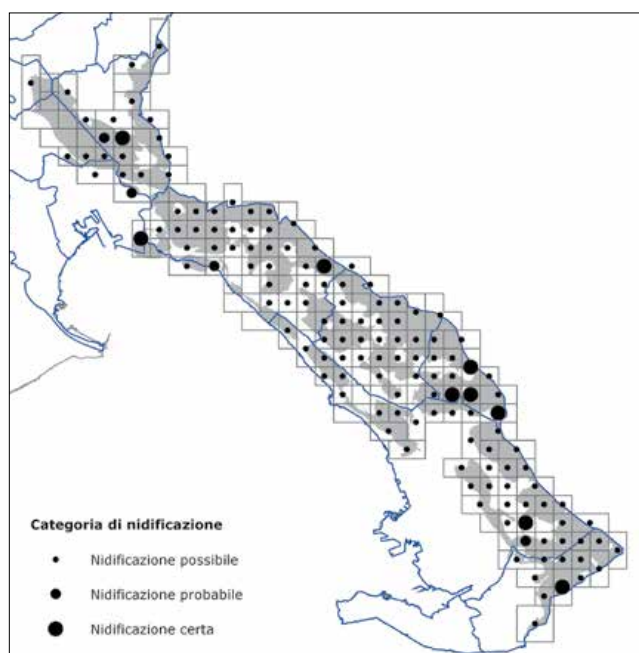 Categoria di nidificazione
Nidificazione possibile
Nidificazione probabile
Nidificazione certa